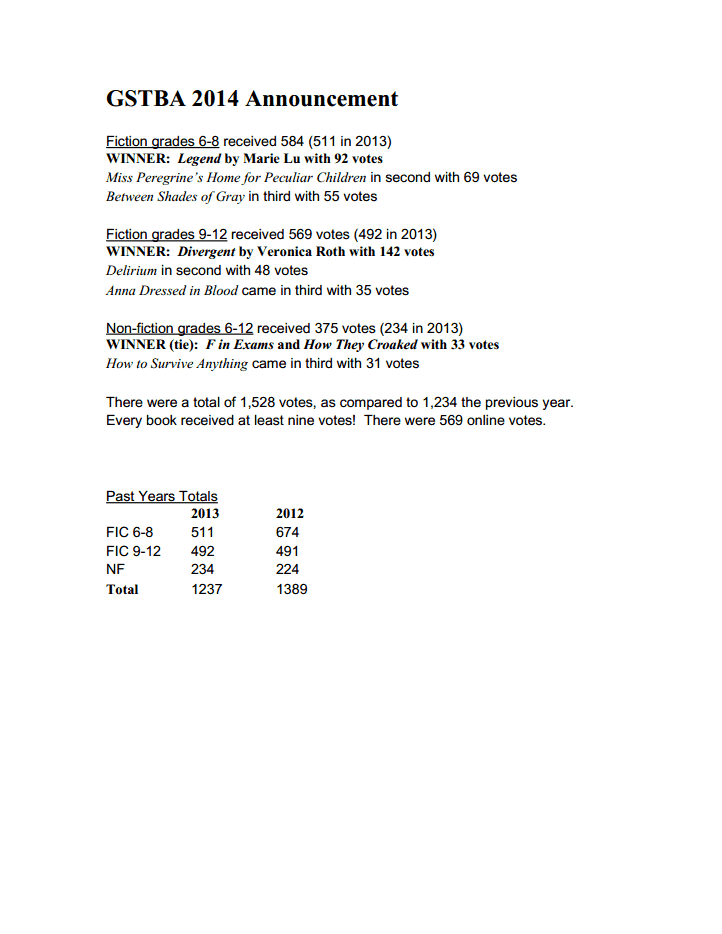 GSTBA 2014 Announcement
Fiction grades 6-8 received 584 (511 in 2013)
WINNER:  Legend by Marie Lu with 92 votes
Miss Peregrine's Home for Peculiar Children in second with 69 votes
Between Shades of Gray in third with 55 votes
Fiction grades 9-12 received 569 votes (492 in 2013)
WINNER:  Divergent by Veronica Roth with 142 votes
Delirium in second with 48 votes
Anna Dressed in Blood came in third with 35 votes
Non-fiction grades 6-12 received 375 votes (234 in 2013)
WINNER (tie):  F in Exams and How They Croaked with 33 votes
How to Survive Anything came in third with 31 votes
There were a total of 1,528 votes, as compared to 1,234 the previous year.
Every book received at least nine votes!  There were 569 online votes.
Past Years Totals
2013 2012
FIC 6-8 511 674
FIC 9-12 492 491
NF 234 224
Total 1237 1389